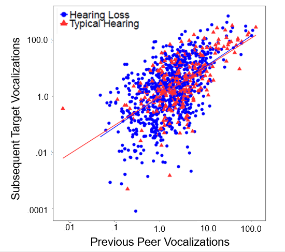 Hearing Loss
Typical Hearing
Subsequent Target Vocalizations
100.0
1.0
.01
.0001
.01
.1
1.0
10.0
100.0
Previous Peer Vocalizations